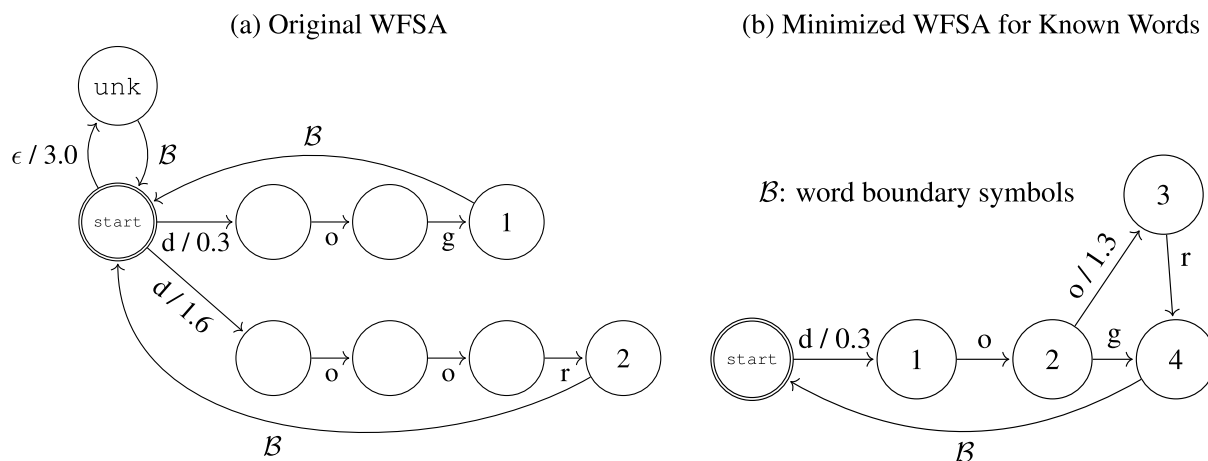 (a) Original WFSA
unk
ϵ / 3.0
ℬ
ℬ
start
d / 0.3
o
g
1
d / 1.6
o
o
r
2
ℬ
(b) Minimized WFSA for Known Words
ℬ: word boundary symbols
3
o / 1.3
r
start
d / 0.3
1
o
2
g
4
ℬ